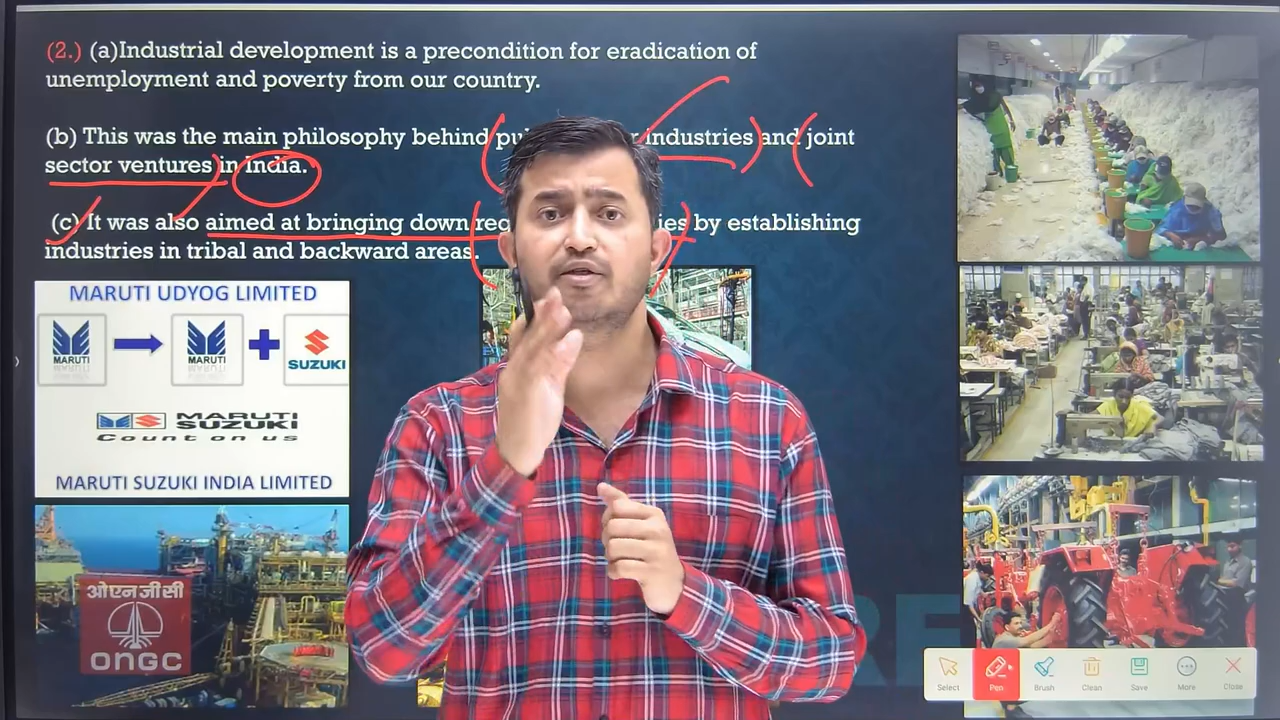 (2.) (a)Industrial development is a precondition for eradication of
unemployment and poverty from our country.
(b) This was the main philosophy behind industries and joint
sector ventures in India.
(c) It was also aimed at bringing down by establishing
industries in tribal and backward areas.
MARUTI UDYOG LIMITED
MARUTI
MARUTI
SUZUKI
MARUTI
SUZUKI
Count on us
MARUTI SUZUKI INDIA LIMITED
ओएनजीसी
ONGC
Select Pen Brush Clean Save More Close